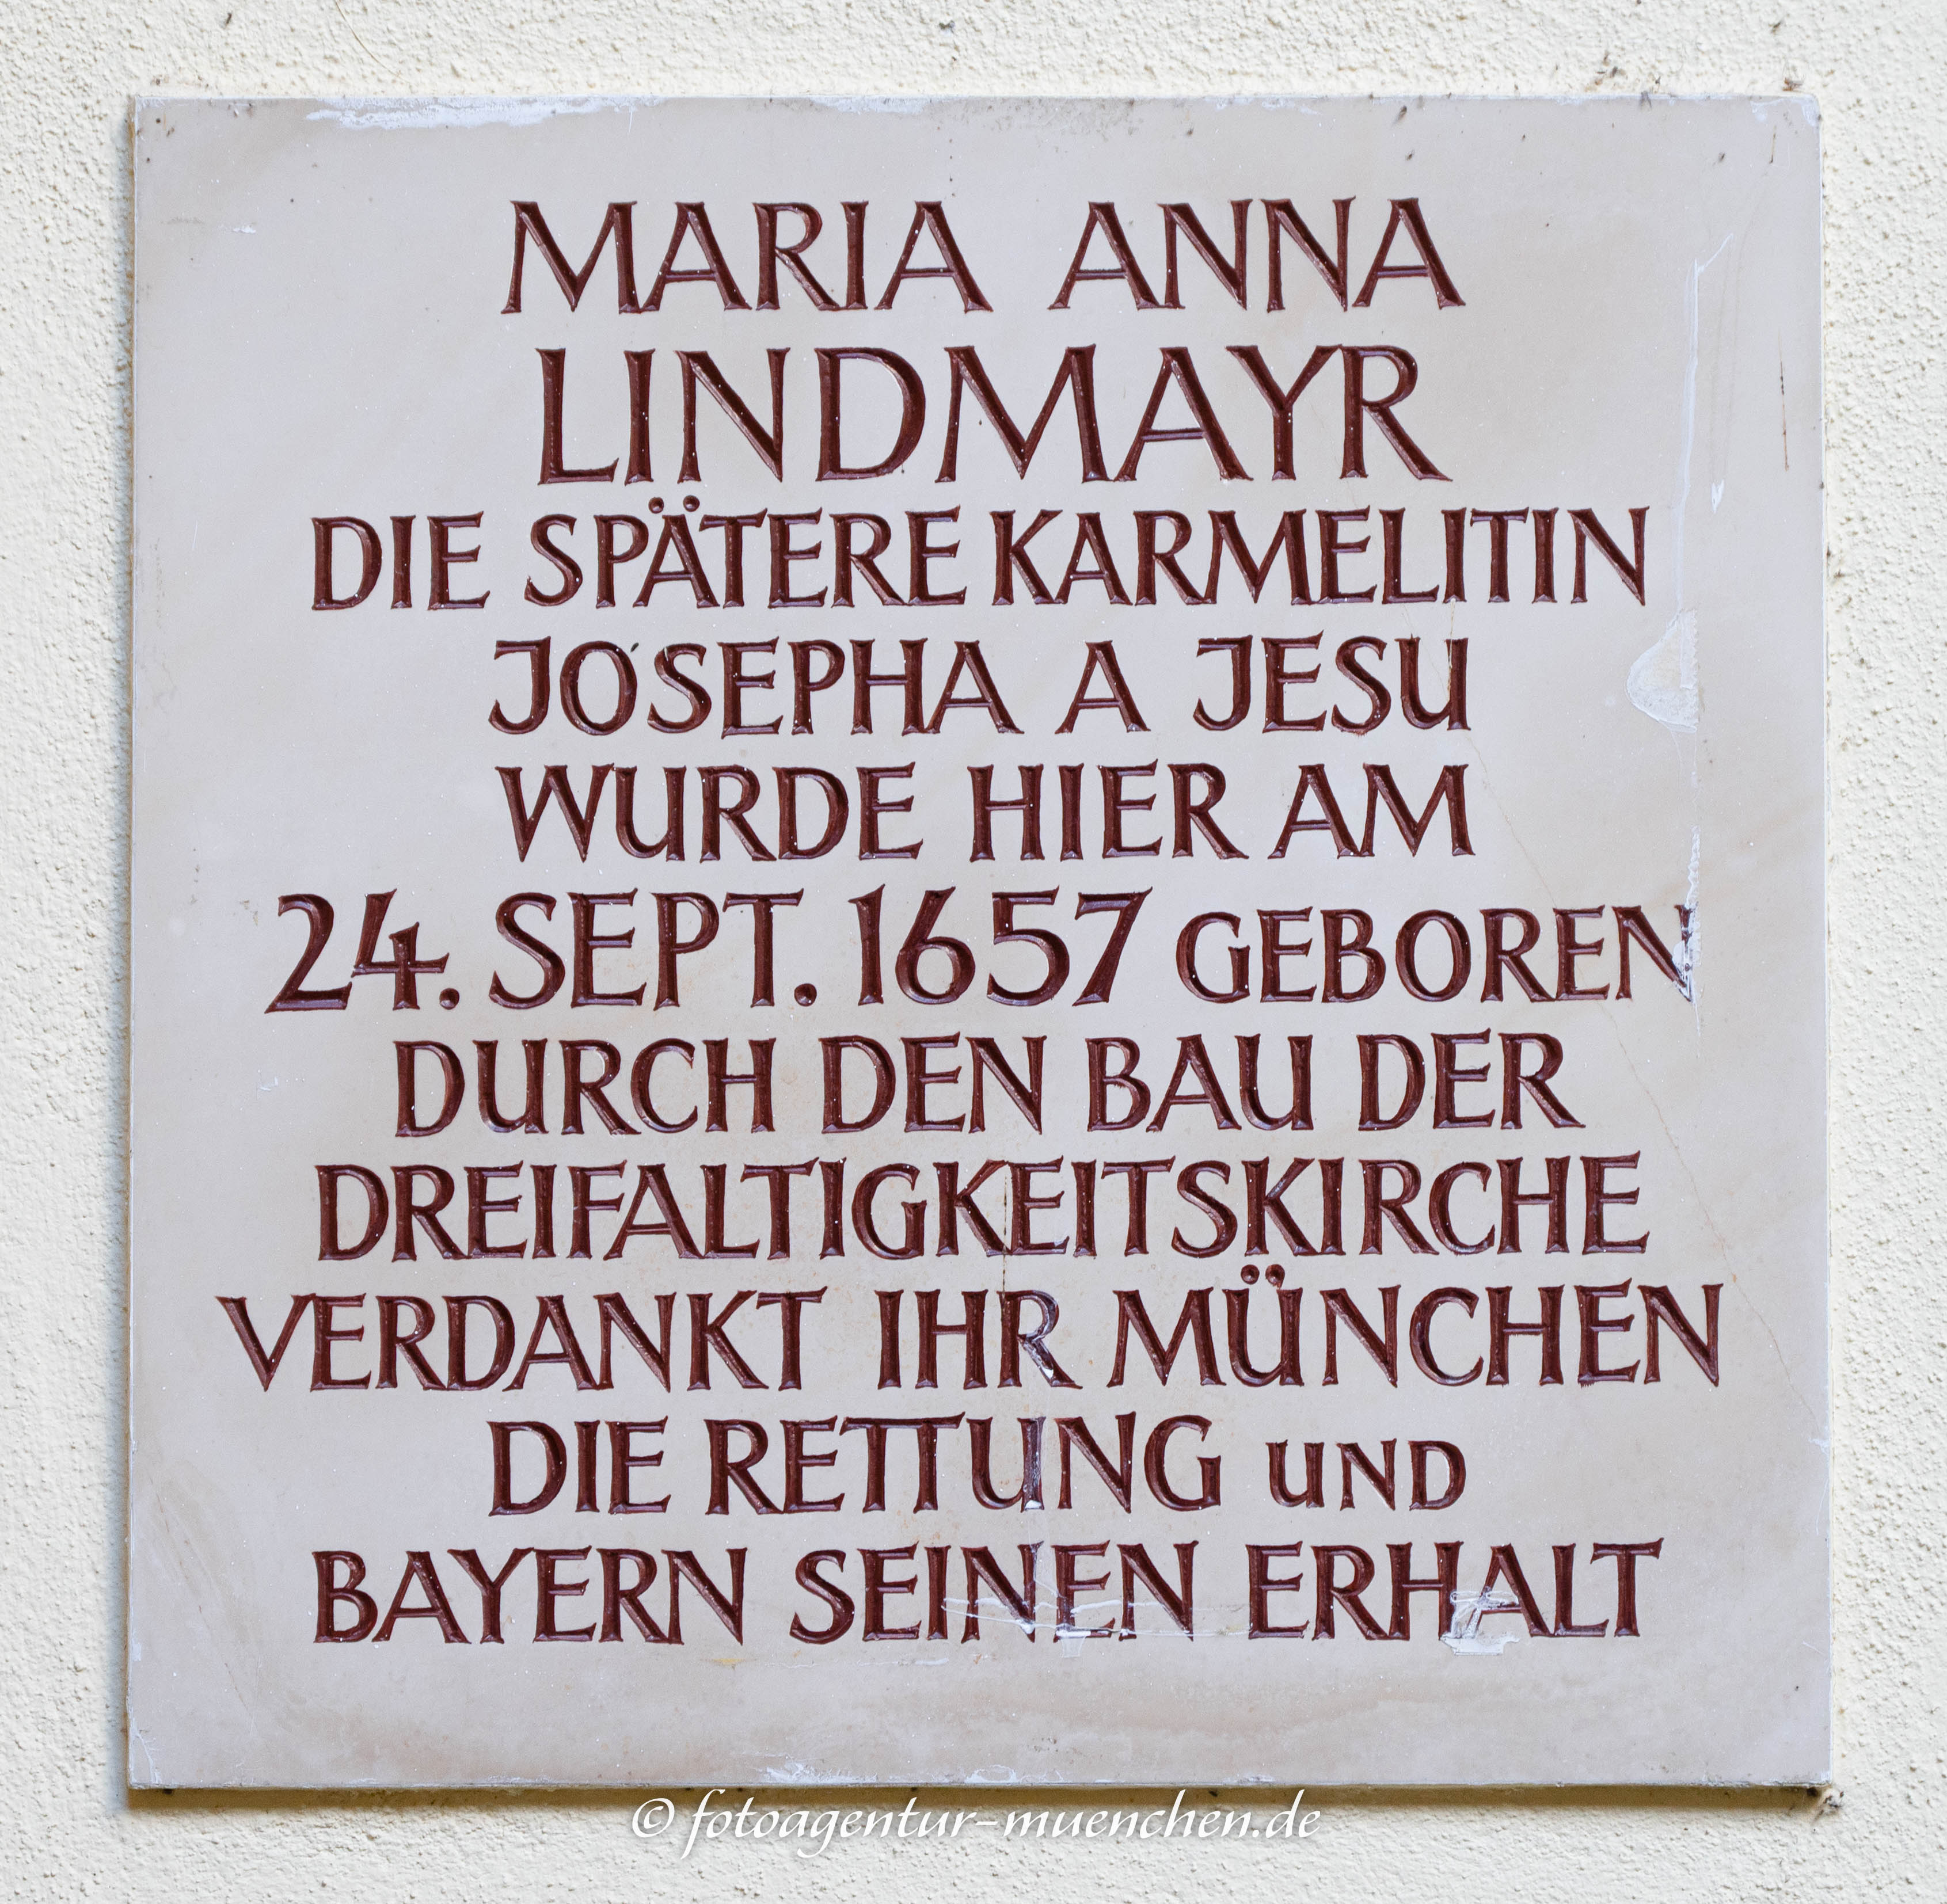 MARIA ANNA
LINDMAYR
DIE SPÄTERE KARMELITIN
JOSEPHA A JESU
WURDE HIER AM
24. SEPT. 1657 GEBOREN
DURCH DEN BAU DER
DREIFALTIGKEITSKIRCHE
VERDANKT IHR MÜNCHEN
DIE RETTUNG UND
BAYERN SEINEN ERHALT
© fotoagentur-muenchen.de